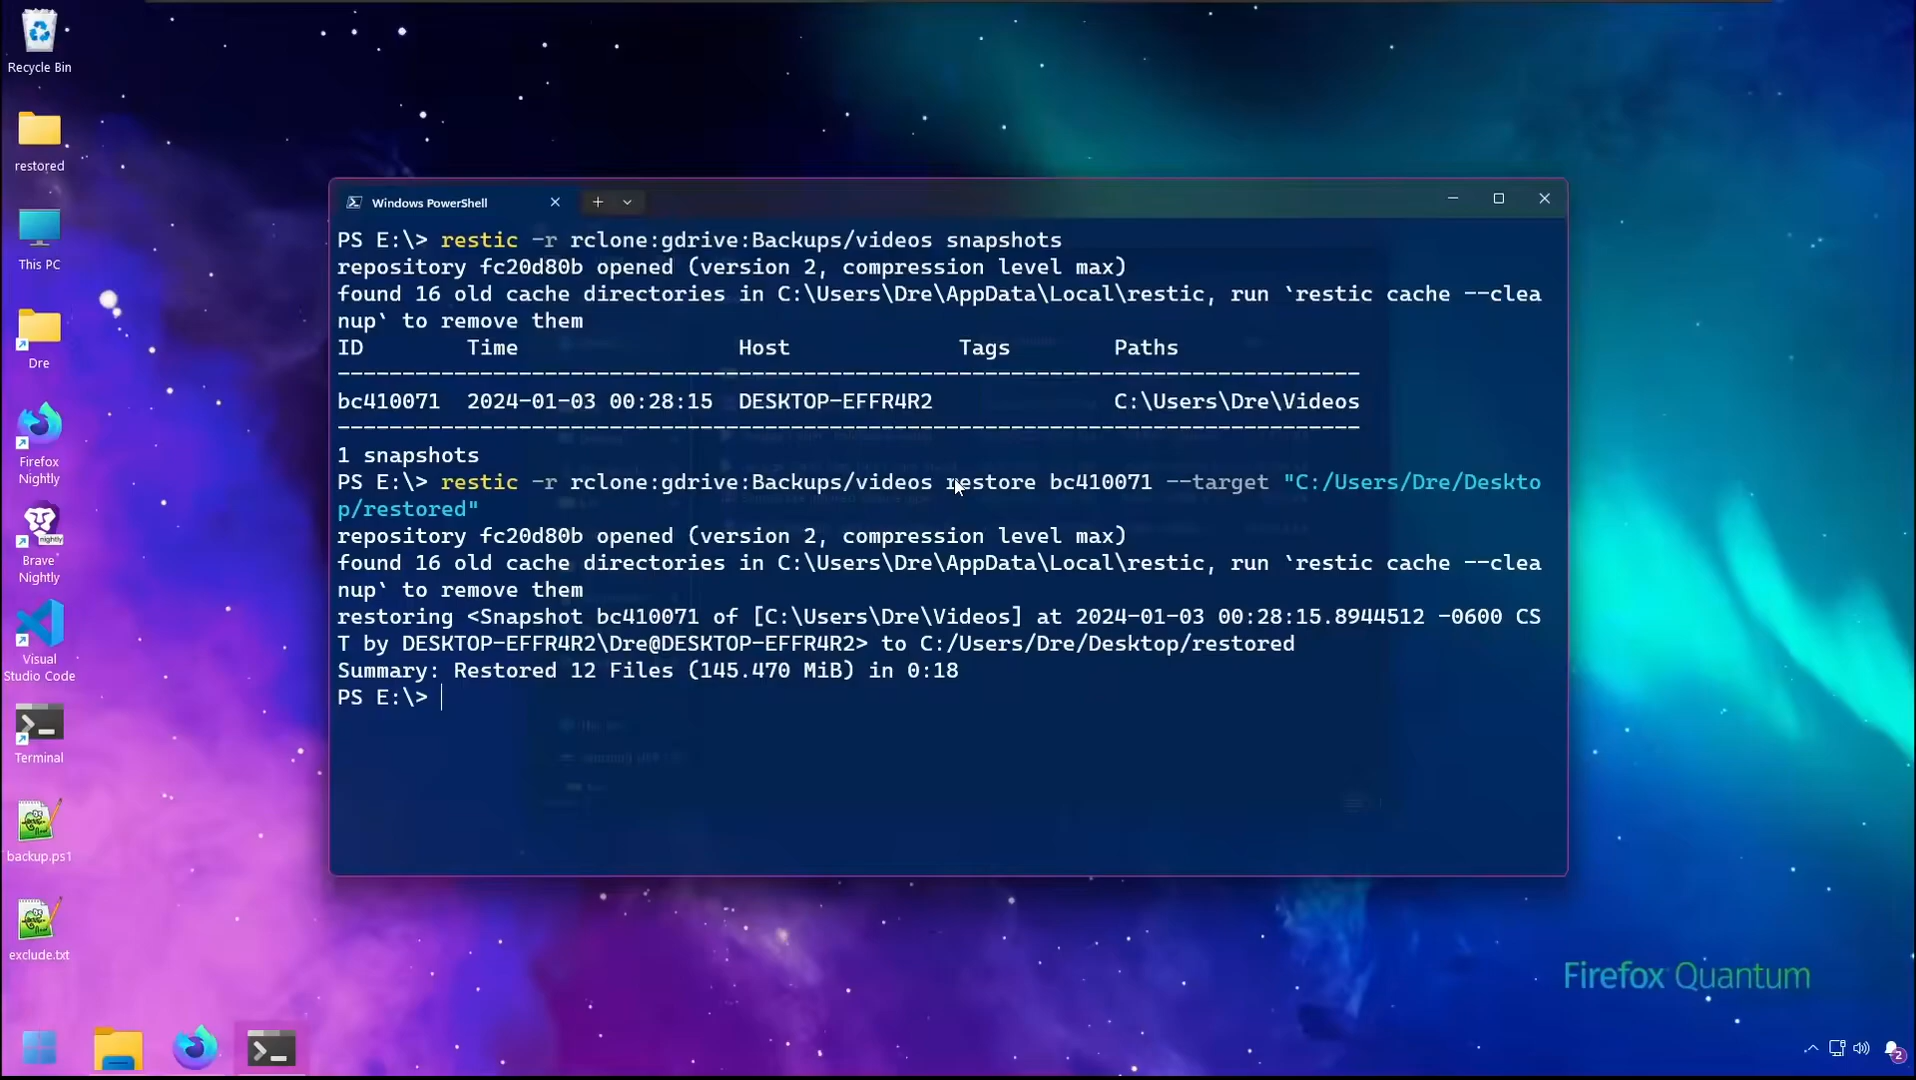 Recycle Bin
restored
This PC
Dre
Firefox
Nightly
nightly
Brave
Nightly
Visual
Studio Code
Terminal
backup.ps1
exclude.txt
Windows PowerShell
PS E:\> restic -r rclone:gdrive:Backups/videos snapshots
repository fc20d80b opened (version 2, compression level max)
found 16 old cache directories in C:\Users\Dre\AppData\Local\restic, run `restic cache --clea
nup` to remove them
ID Time Host Tags Paths
--------------------------------------------------------------------------------
bc410071 2024-01-03 00:28:15 DESKTOP-EFFR4R2 C:\Users\Dre\Videos
--------------------------------------------------------------------------------
1 snapshots
PS E:\> restic -r rclone:gdrive:Backups/videos restore bc410071 --target "C:/Users/Dre/Deskto
p/restored"
repository fc20d80b opened (version 2, compression level max)
found 16 old cache directories in C:\Users\Dre\AppData\Local\restic, run `restic cache --clea
nup` to remove them
restoring <Snapshot bc410071 of [C:\Users\Dre\Videos] at 2024-01-03 00:28:15.8944512 -0600 CS
T by DESKTOP-EFFR4R2\Dre@DESKTOP-EFFR4R2> to C:/Users/Dre/Desktop/restored
Summary: Restored 12 Files (145.470 MiB) in 0:18
PS E:\>
Firefox Quantum
2